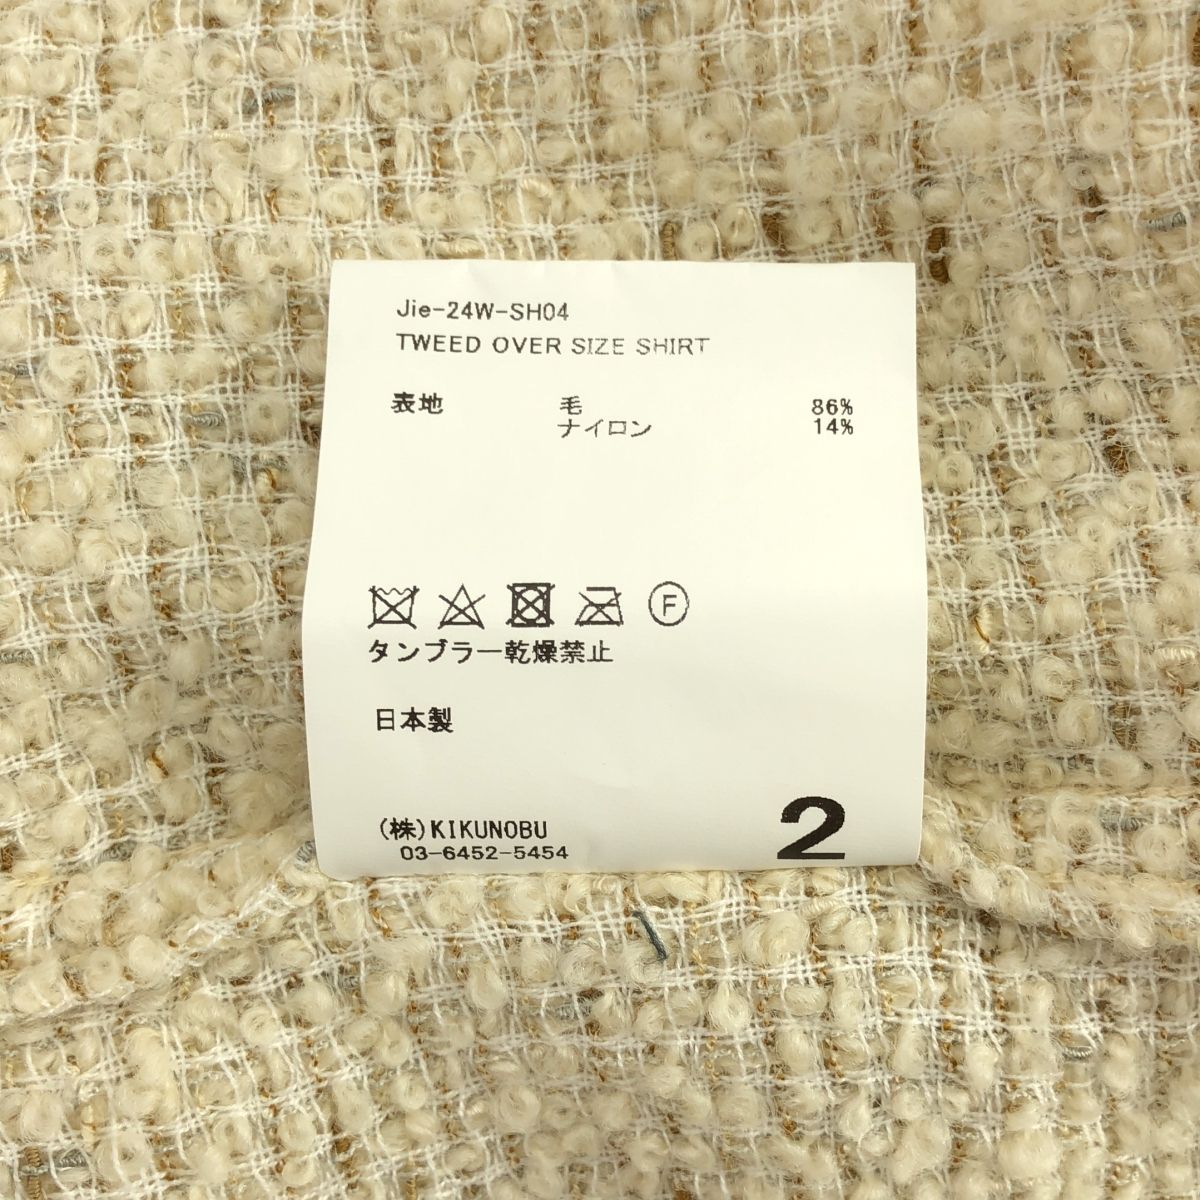 Jie-24W-SH04
TWEED OVER SIZE SHIRT
表地 毛 86%
ナイロン 14%
F
タンブラー乾燥禁止
日本製
(株)KIKUNOBU
03-6452-5454
2